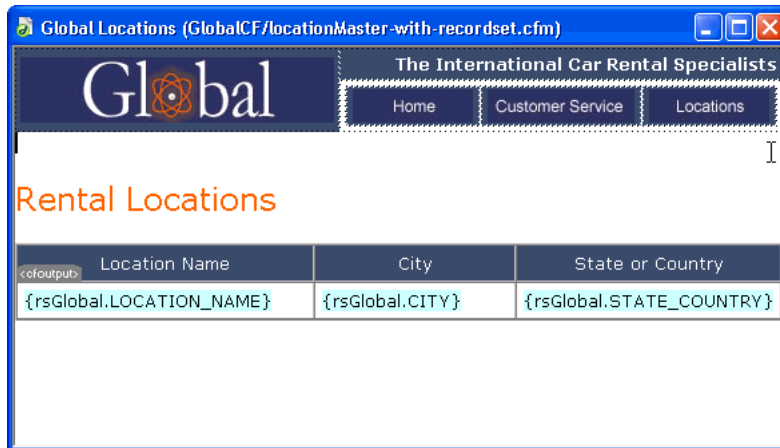 Global Locations (GlobalCF/locationMaster-with-recordset.cfm)
Global
The International Car Rental Specialists
Home Customer Service Locations
Rental Locations
Location Name City State or Country
<cfoutput>
{rsGlobal.LOCATION_NAME} {rsGlobal.CITY} {rsGlobal.STATE_COUNTRY}